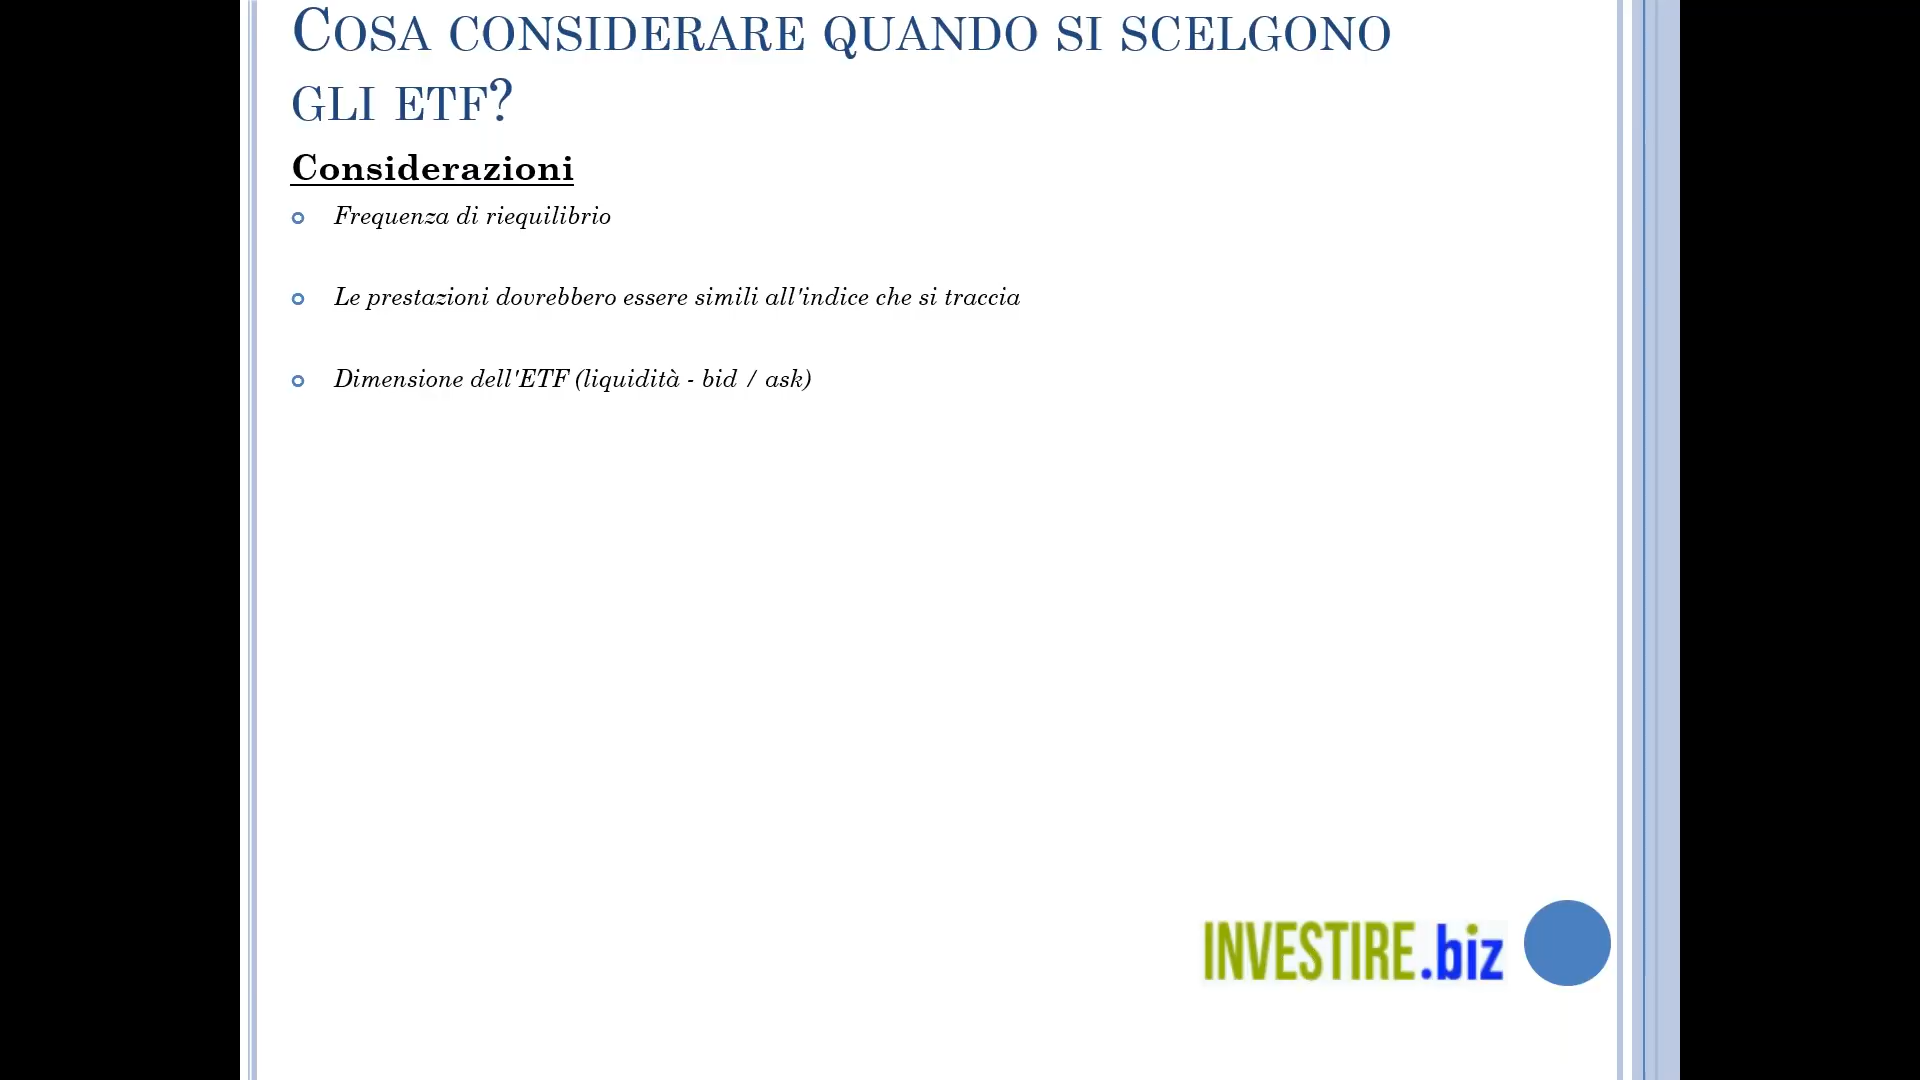 Cosa considerare quando si scelgono
gli etf?
Considerazioni
Frequenza di riequilibrio
Le prestazioni dovrebbero essere simili all'indice che si traccia
Dimensione dell'ETF (liquidità - bid / ask)
INVESTIRE.biz